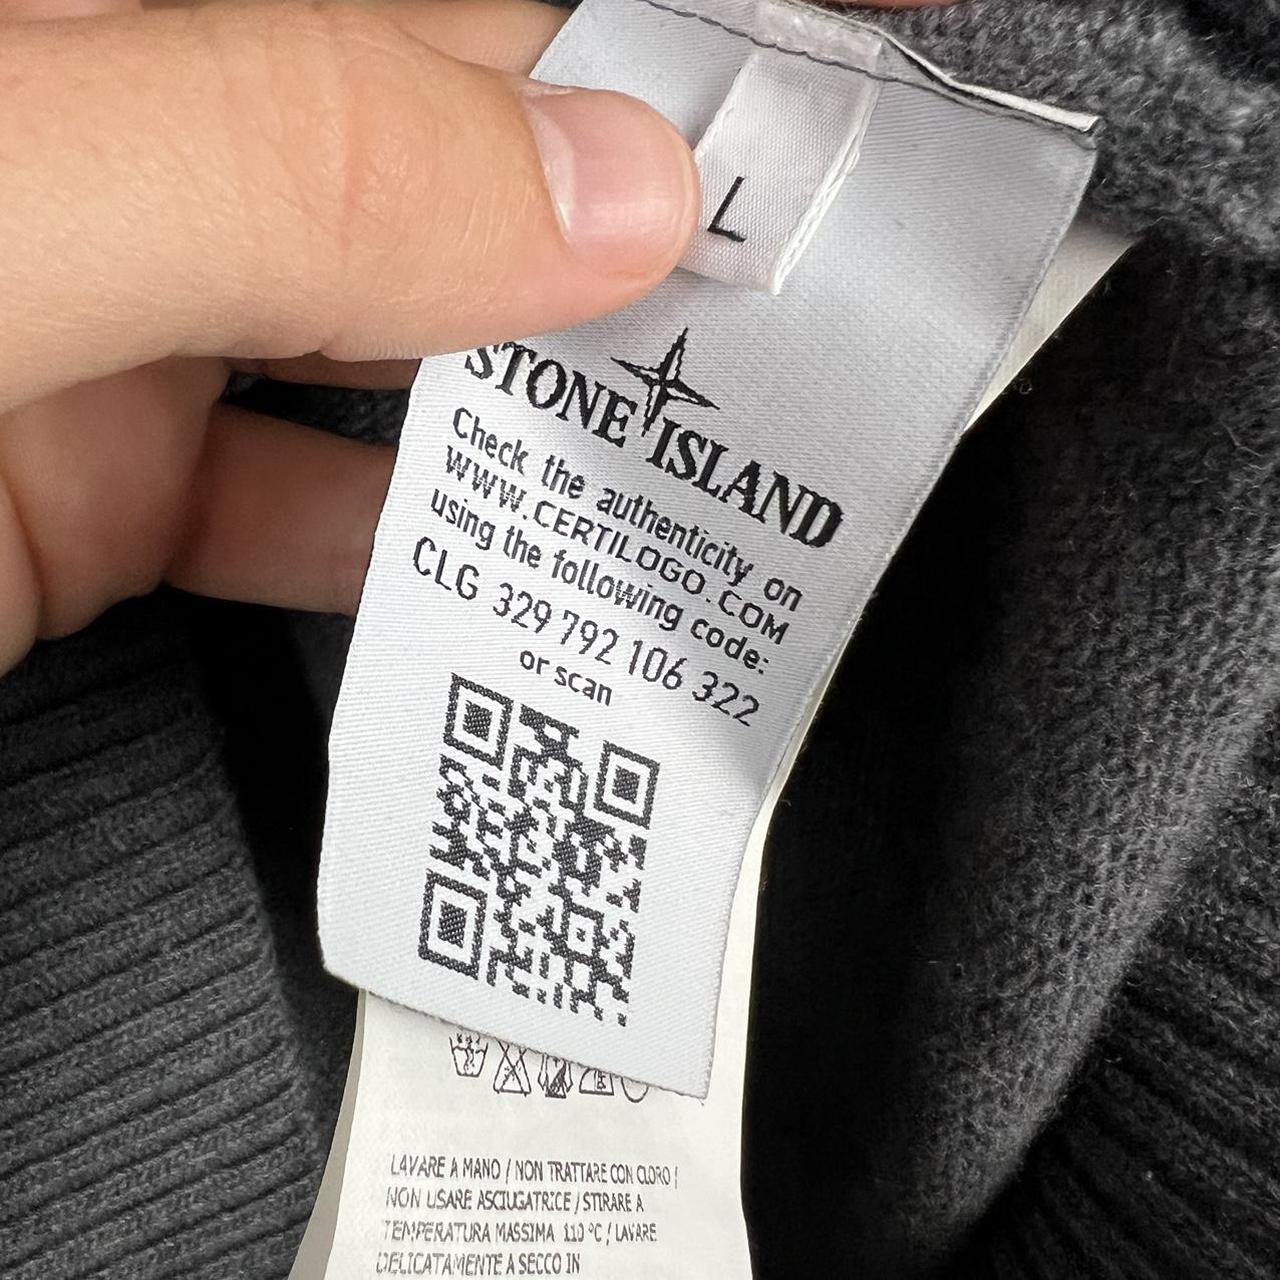 L
STONE ISLAND
Check the authenticity on
WWW.CERTILOGO.COM
using the following code:
CLG 329 792 106 322
or scan
LAVARE A MANO / NON TRATTARE CON CLORO /
NON USARE ASCIUGATRICE / STIRARE A
TEMPERATURA MASSIMA 110 °C / LAVARE
DELICATAMENTE A SECCO IN